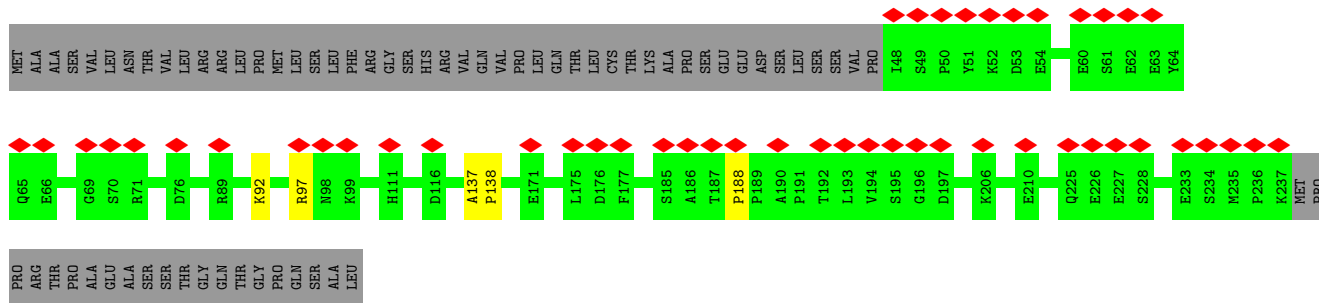 MET ALA ALA SER VAL LEU ASN THR VAL LEU ARG ARG LEU PRO MET LEU SER LEU PHE ARG GLY SER HIS ARG VAL GLN VAL PRO LEU GLN THR LEU CYS THR LYS ALA PRO SER GLU GLU ASP SER LEU SER SER VAL PRO I48 S49 P50 Y51 K52 D53 E54 E60 S61 E62 E63 Y64
Q65 E66 G69 S70 R71 D76 R89 K92 R97 N98 K99 H111 D116 A137 P138 E171 L175 D176 F177 S185 A186 T187 P188 P189 A190 P191 T192 L193 V194 S195 G196 D197 K206 E210 Q225 E226 E227 S228 E233 S234 M235 P236 K237 MET PRO
PRO ARG THR PRO ALA GLU ALA SER SER THR GLY GLN THR GLY PRO GLN SER ALA LEU